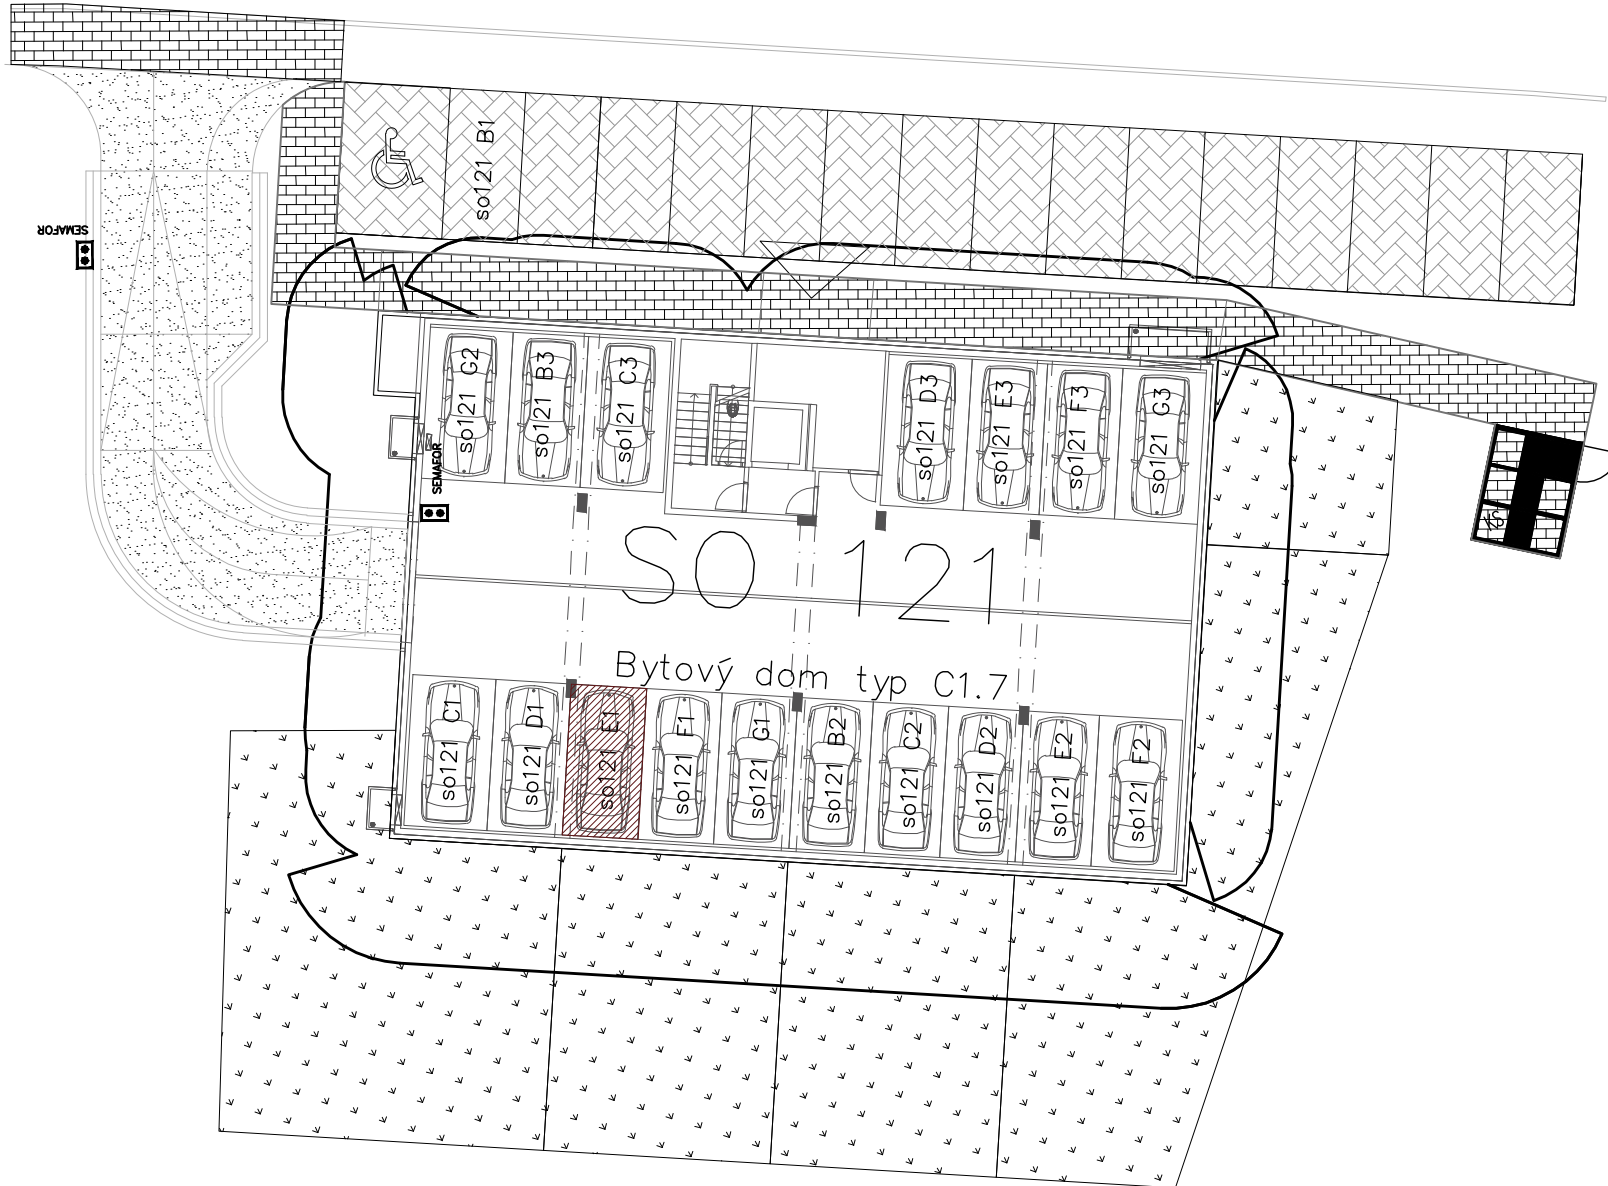 so121 B1
SEMAFOR
so121 G2
so121 B3
so121 C3
so121 D3
so121 E3
so121 F3
so121 G3
SEMAFOR
SO 121
Bytový dom typ C1.7
so121 C1
so121 D1
so121 E1
so121 F1
so121 G1
so121 B2
so121 C2
so121 D2
so121 E2
so121 F2